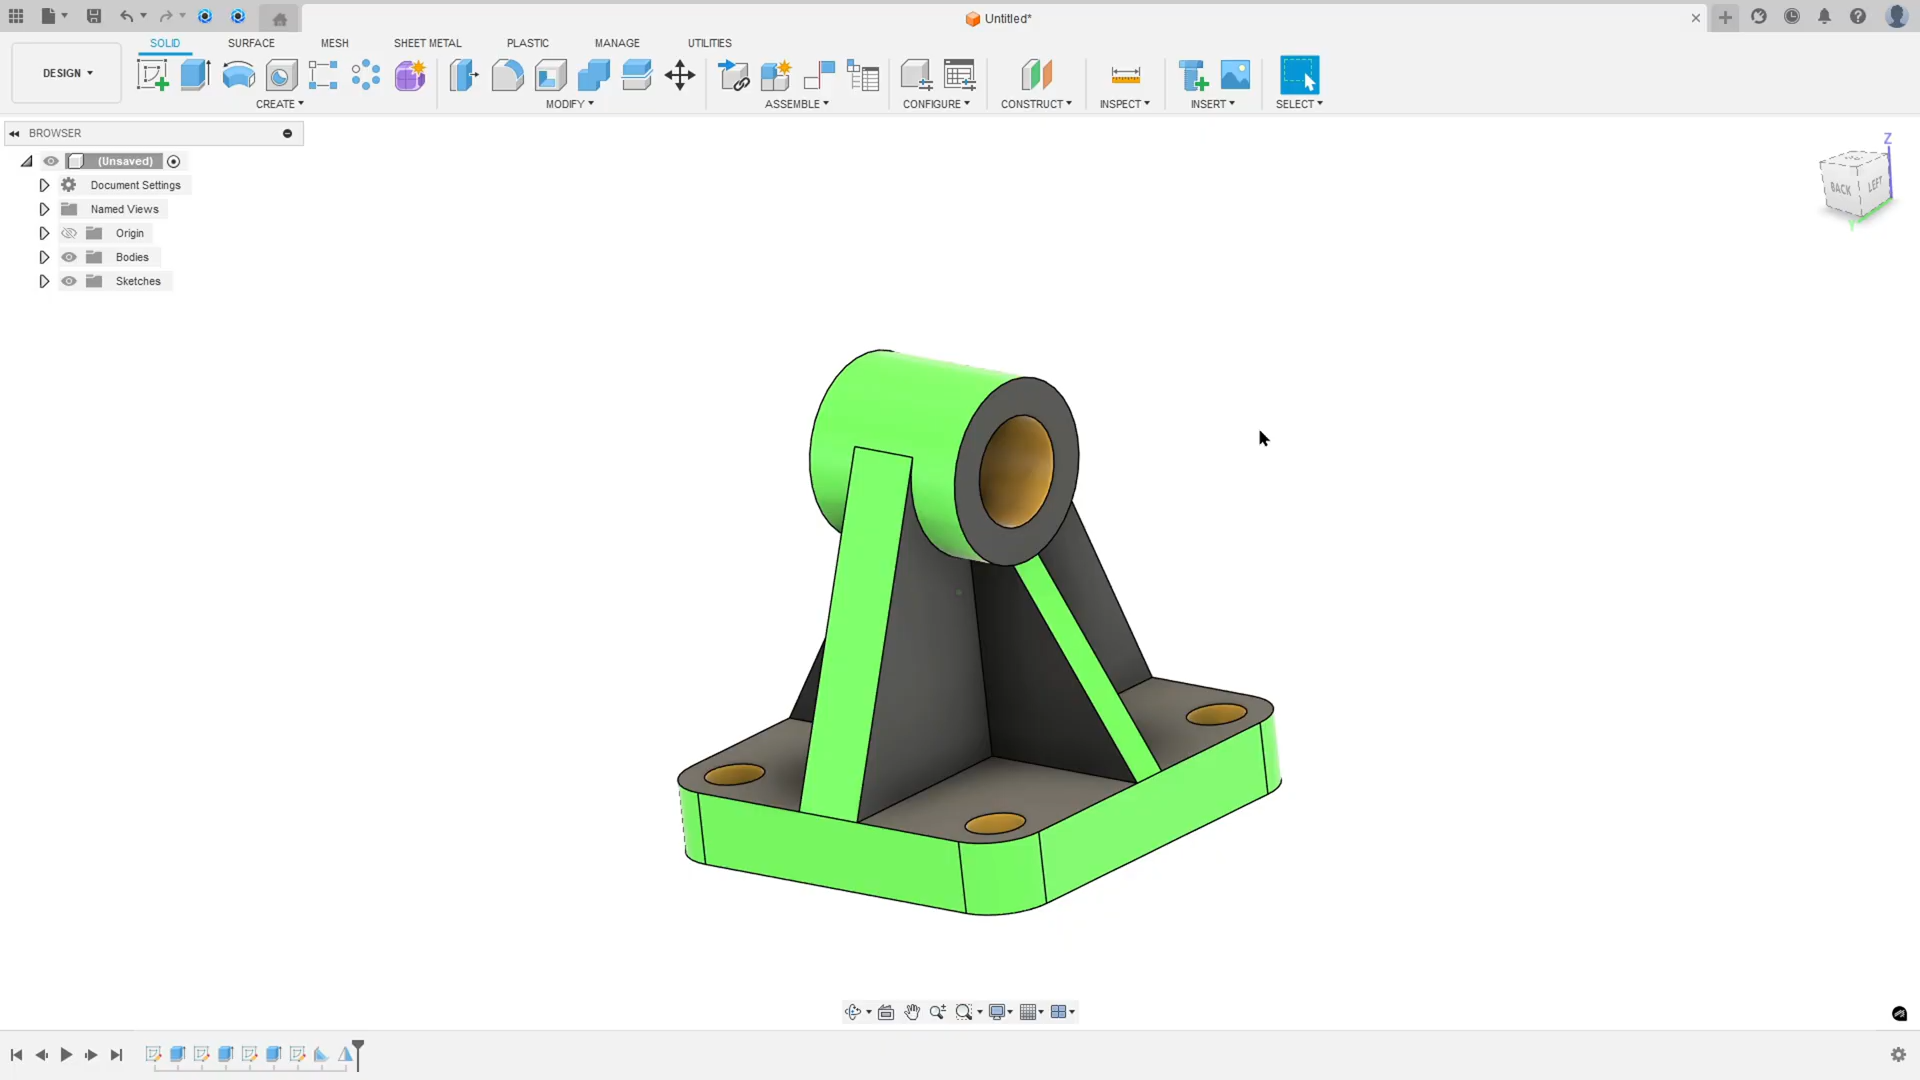 Untitled*
SOLID SURFACE MESH SHEET METAL PLASTIC MANAGE UTILITIES
DESIGN
CREATE MODIFY ASSEMBLE CONFIGURE CONSTRUCT INSPECT INSERT SELECT
BROWSER
(Unsaved)
Document Settings
Named Views
Origin
Bodies
Sketches
Z
BACK LEFT
Y